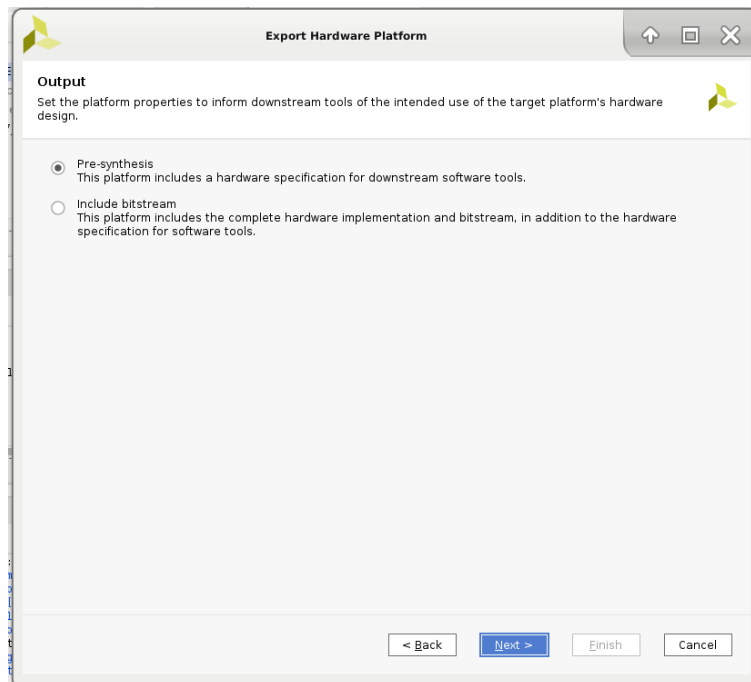 Export Hardware Platform
Output
Set the platform properties to inform downstream tools of the intended use of the target platform's hardware
design.
Pre-synthesis
This platform includes a hardware specification for downstream software tools.
Include bitstream
This platform includes the complete hardware implementation and bitstream, in addition to the hardware
specification for software tools.
< Back
Next >
Finish
Cancel